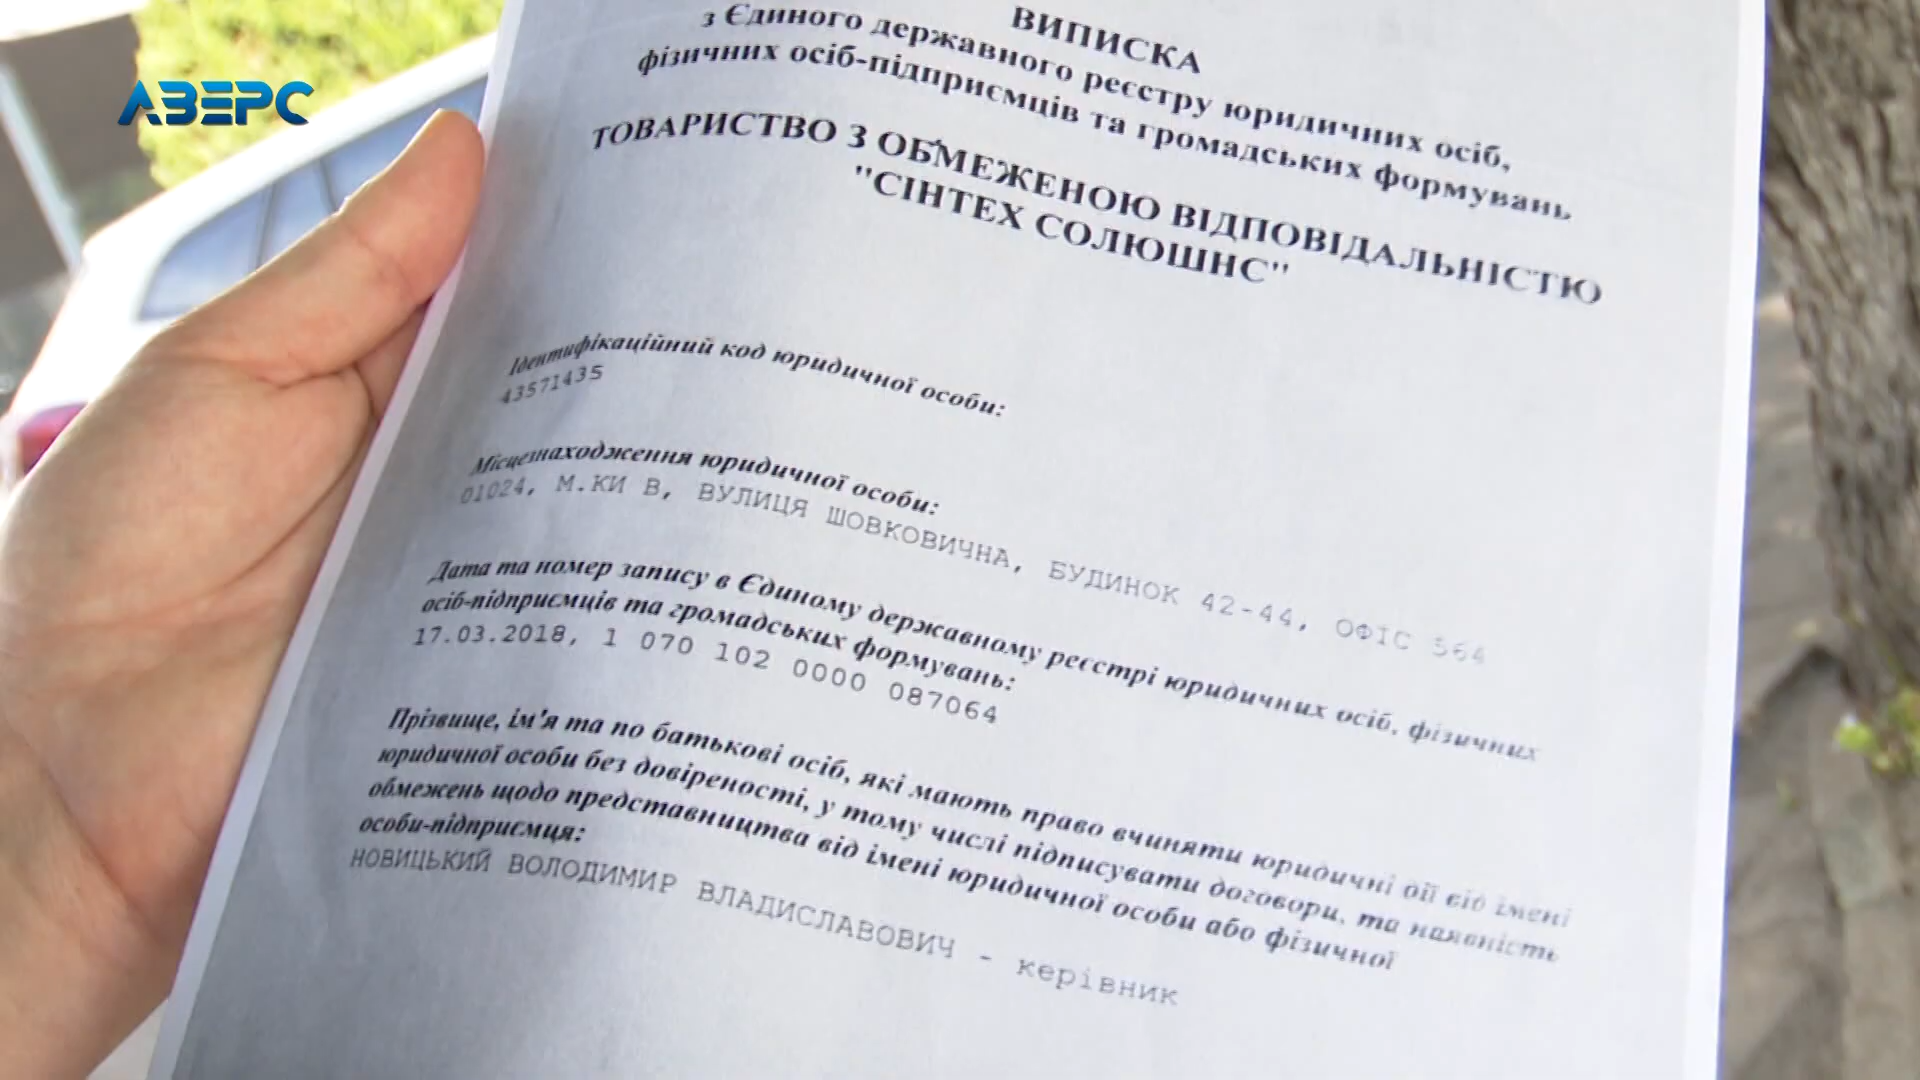 АВЕРС
ВИПИСКА
з Єдиного державного реєстру юридичних осіб,
фізичних осіб-підприємців та громадських формувань
ТОВАРИСТВО З ОБМЕЖЕНОЮ ВІДПОВІДАЛЬНІСТЮ
"СІНТЕХ СОЛЮШНС"
Ідентифікаційний код юридичної особи:
43571435
Місцезнаходження юридичної особи:
01024, М.КИ В, ВУЛИЦЯ ШОВКОВИЧНА, БУДИНОК 42-44, ОФІС 564
Дата та номер запису в Єдиному державному реєстрі юридичних осіб, фізичних
осіб-підприємців та громадських формувань:
17.03.2018, 1 070 102 0000 087064
Прізвище, ім'я та по батькові осіб, які мають право вчиняти юридичні дії від імені
юридичної особи без довіреності, у тому числі підписувати договори, та наявність
обмежень щодо представництва від імені юридичної особи або фізичної
особи-підприємця:
НОВИЦЬКИЙ ВОЛОДИМИР ВЛАДИСЛАВОВИЧ - керівник